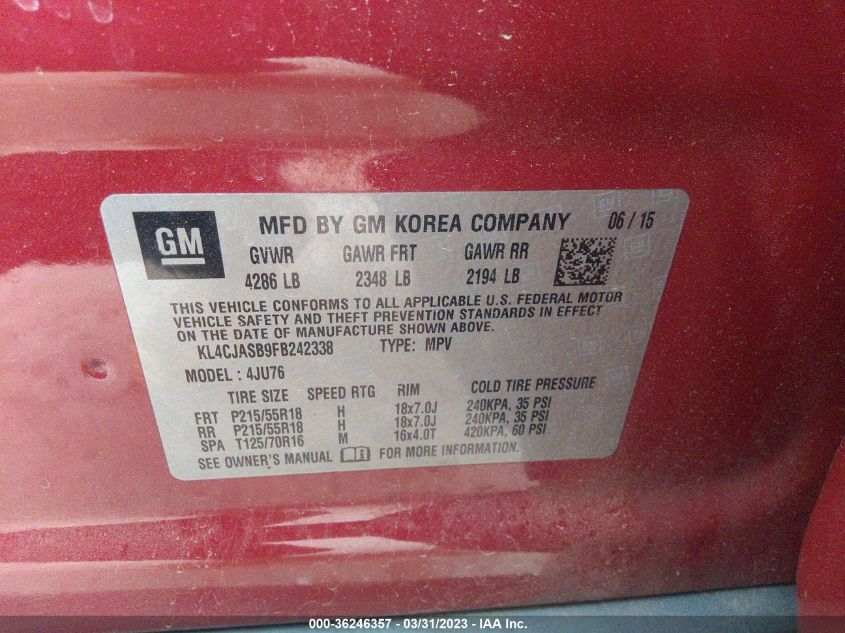 GM
MFD BY GM KOREA COMPANY 06 / 15
GVWR GAWR FRT GAWR RR
4286 LB 2348 LB 2194 LB
THIS VEHICLE CONFORMS TO ALL APPLICABLE U.S. FEDERAL MOTOR
VEHICLE SAFETY AND THEFT PREVENTION STANDARDS IN EFFECT
ON THE DATE OF MANUFACTURE SHOWN ABOVE.
KL4CJASB9FB242338 TYPE: MPV
MODEL : 4JU76
TIRE SIZE SPEED RTG RIM COLD TIRE PRESSURE
FRT P215/55R18 H 18x7.0J 240KPA, 35 PSI
RR P215/55R18 H 18x7.0J 240KPA, 35 PSI
SPA T125/70R16 M 16x4.0T 420KPA, 60 PSI
SEE OWNER'S MANUAL FOR MORE INFORMATION.
000-36246357 - 03/31/2023 - IAA Inc.